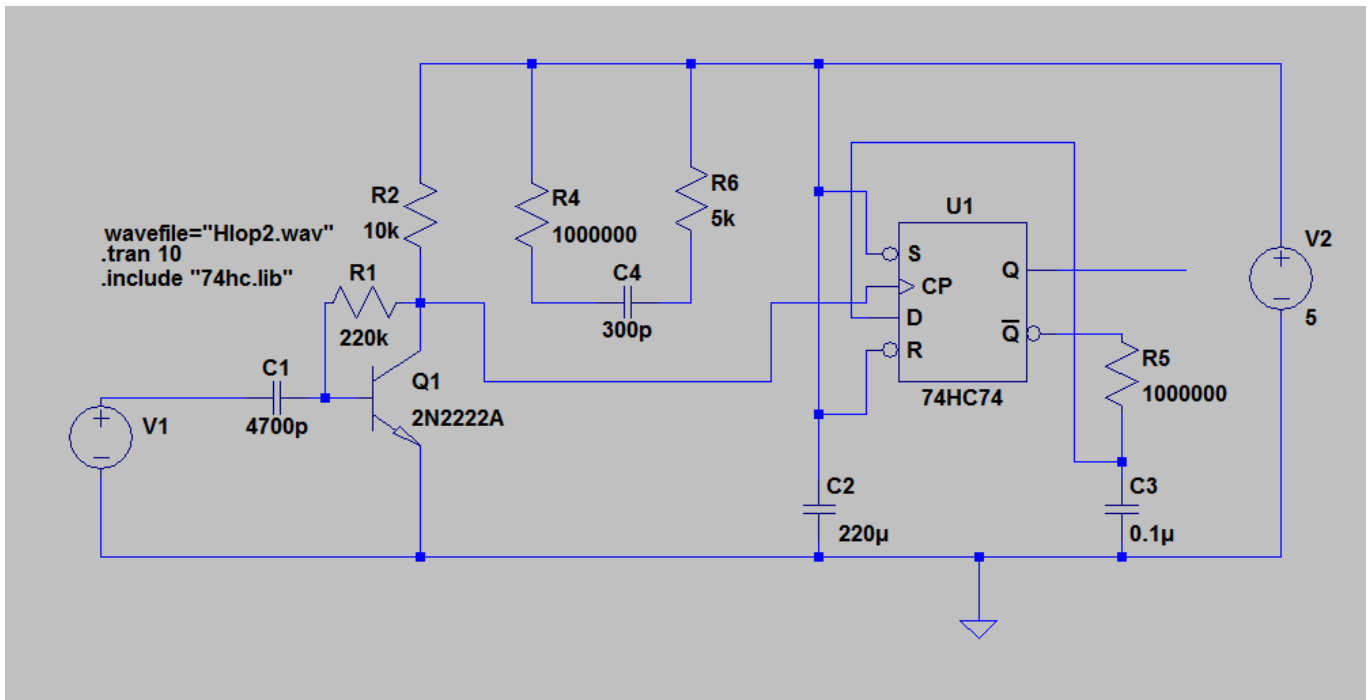 wavefile="Hlop2.wav"
.tran 10
.include "74hc.lib"
R2
10k
R1
220k
C1
4700p
V1
Q1
2N2222A
R4
1000000
C4
300p
R6
5k
U1
S
CP
D
R
Q
Q̅
74HC74
R5
1000000
C2
220µ
C3
0.1µ
V2
5